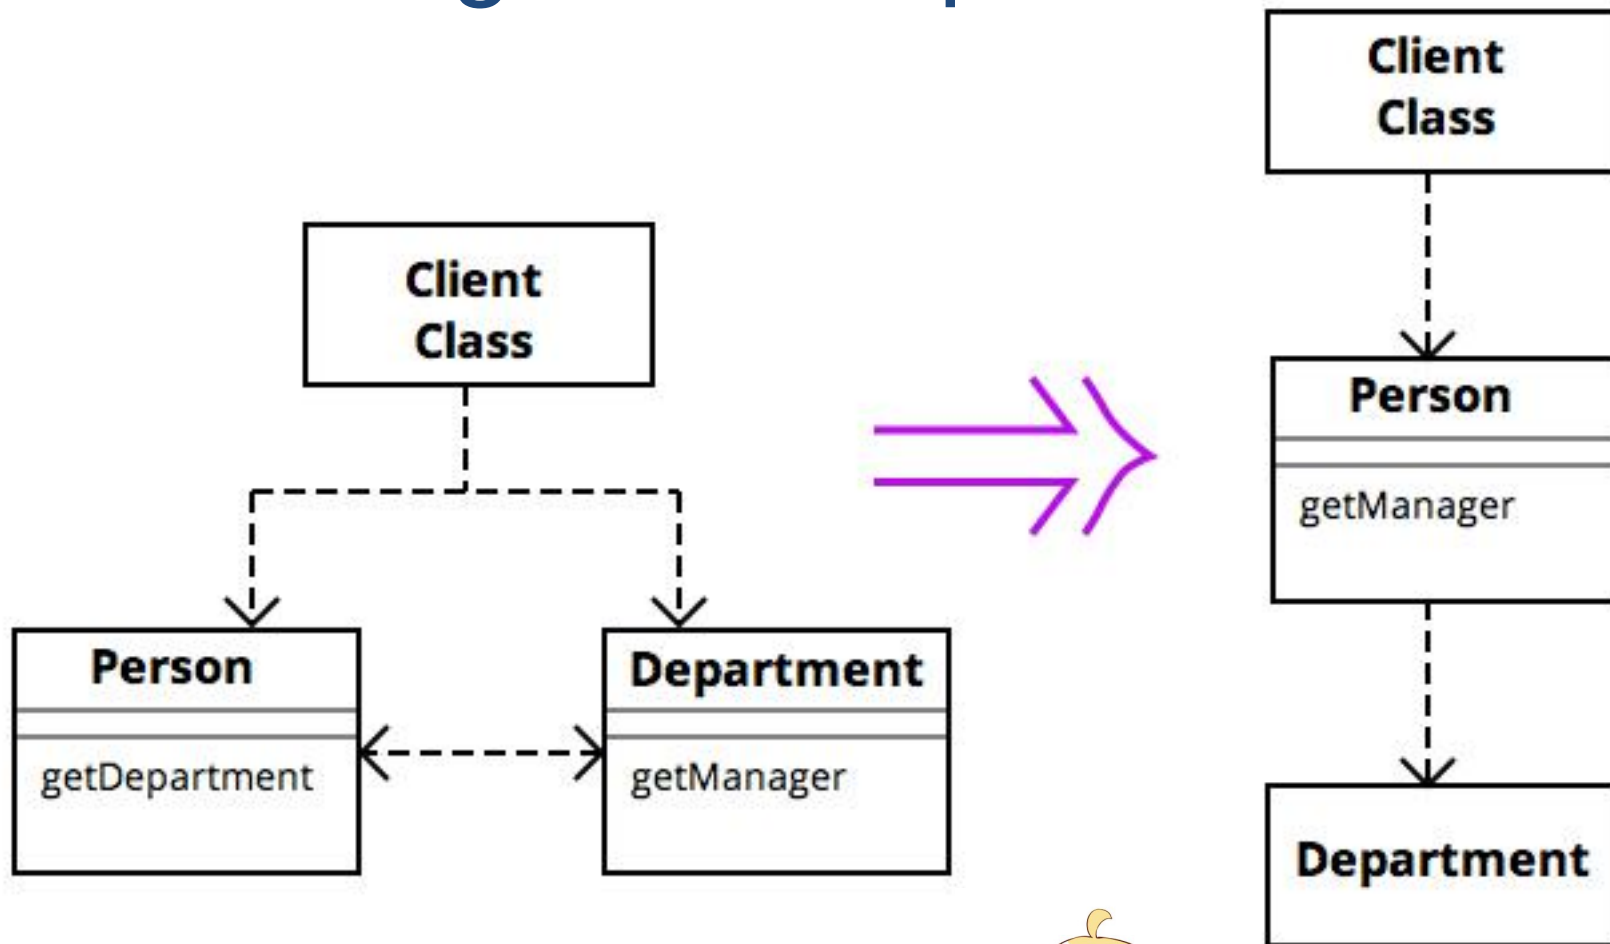 Client
Class
Person
getDepartment
Department
getManager
Client
Class
Person
getManager
Department